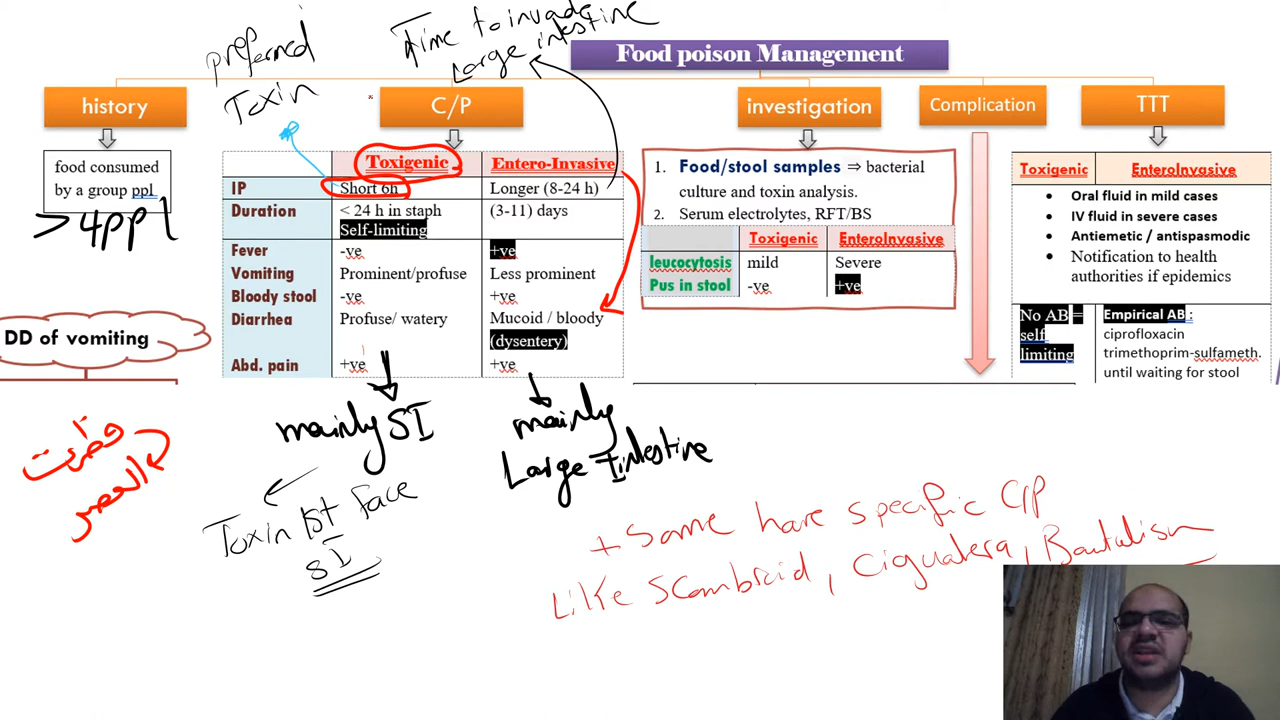 Time to invade
Large intestine
preferred
Toxin
Food poison Management
history
C/P
investigation
Complication
TTT
food consumed
by a group ppl
>4ppl
Toxigenic
Entero-Invasive
IP
Short 6h
Longer (8-24 h)
Duration
< 24 h in staph
Self-limiting
(3-11) days
Fever
-ve
+ve
Vomiting
Prominent/profuse
Less prominent
Bloody stool
-ve
+ve
Diarrhea
Profuse/ watery
Mucoid / bloody
(dysentery)
Abd. pain
+ve
+ve
1. Food/stool samples ⇒ bacterial
culture and toxin analysis.
2. Serum electrolytes, RFT/BS
Toxigenic
EnteroInvasive
leucocytosis
mild
Severe
Pus in stool
-ve
+ve
Toxigenic
EnteroInvasive
• Oral fluid in mild cases
• IV fluid in severe cases
• Antiemetic / antispasmodic
• Notification to health
authorities if epidemics
No AB =
self
limiting
Empirical AB :
ciprofloxacin
trimethoprim-sulfameth.
until waiting for stool
DD of vomiting
العصر
mainly SI
Toxin 1st face
SI
mainly
Large Intestine
+ Some have specific C/P
Like Scombroid, Ciguatera, Boutulism